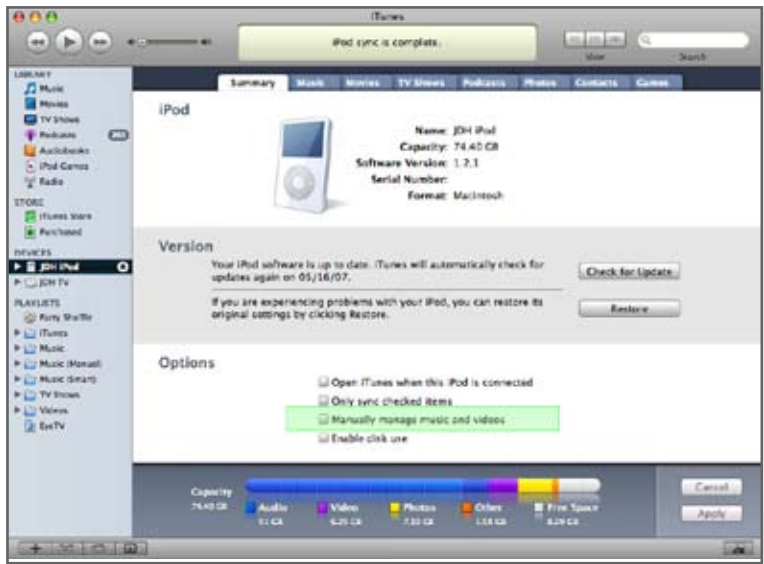 iTunes
iPod sync is complete.
View
Search
LIBRARY
Music
Movies
TV Shows
Podcasts
Audiobooks
iPod Games
Radio
STORE
iTunes Store
Purchased
DEVICES
JDH iPod
JDH TV
PLAYLISTS
Party Shuffle
iTunes
Music
Music (Manual)
Music (Smart)
TV Shows
Videos
EyeTV
Summary Music Movies TV Shows Podcasts Photos Contacts Games
iPod
Name: JDH iPod
Capacity: 74.40 GB
Software Version: 1.2.1
Serial Number:
Format: Macintosh
Version
Your iPod software is up to date. iTunes will automatically check for
updates again on 05/16/07.
Check for Update
If you are experiencing problems with your iPod, you can restore its
original settings by clicking Restore.
Restore
Options
Open iTunes when this iPod is connected
Only sync checked items
Manually manage music and videos
Enable disk use
Capacity
74.40 GB
Audio
51 GB
Video
Photos
Other
Free Space
Cancel
Apply